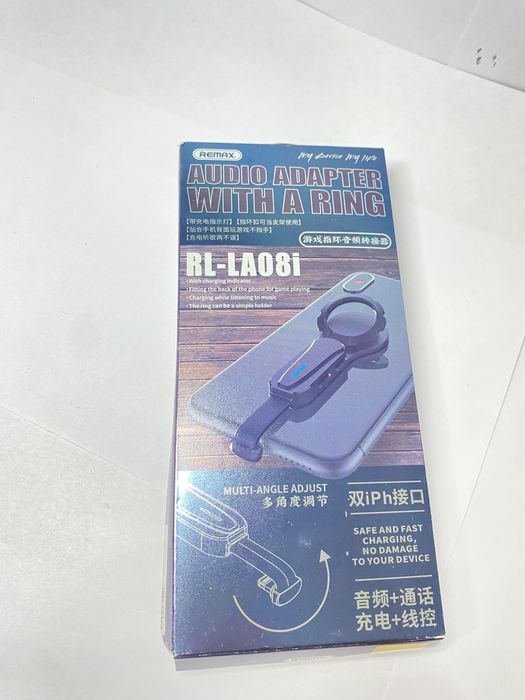 REMAX
My device My life
AUDIO ADAPTER
WITH A RING
【带充电指示灯】【指环扣可当支架使用】
【贴合手机背面玩游戏不挡手】
【充电听歌两不误】
游戏指环音频转接器
RL-LA08i
•With charging indicator
•Fitting the back of the phone for game playing
•Charging while listening to music
•The ring can be a simple holder
MULTI-ANGLE ADJUST
多角度调节
双iPh接口
SAFE AND FAST
CHARGING,
NO DAMAGE
TO YOUR DEVICE
音频+通话
充电+线控